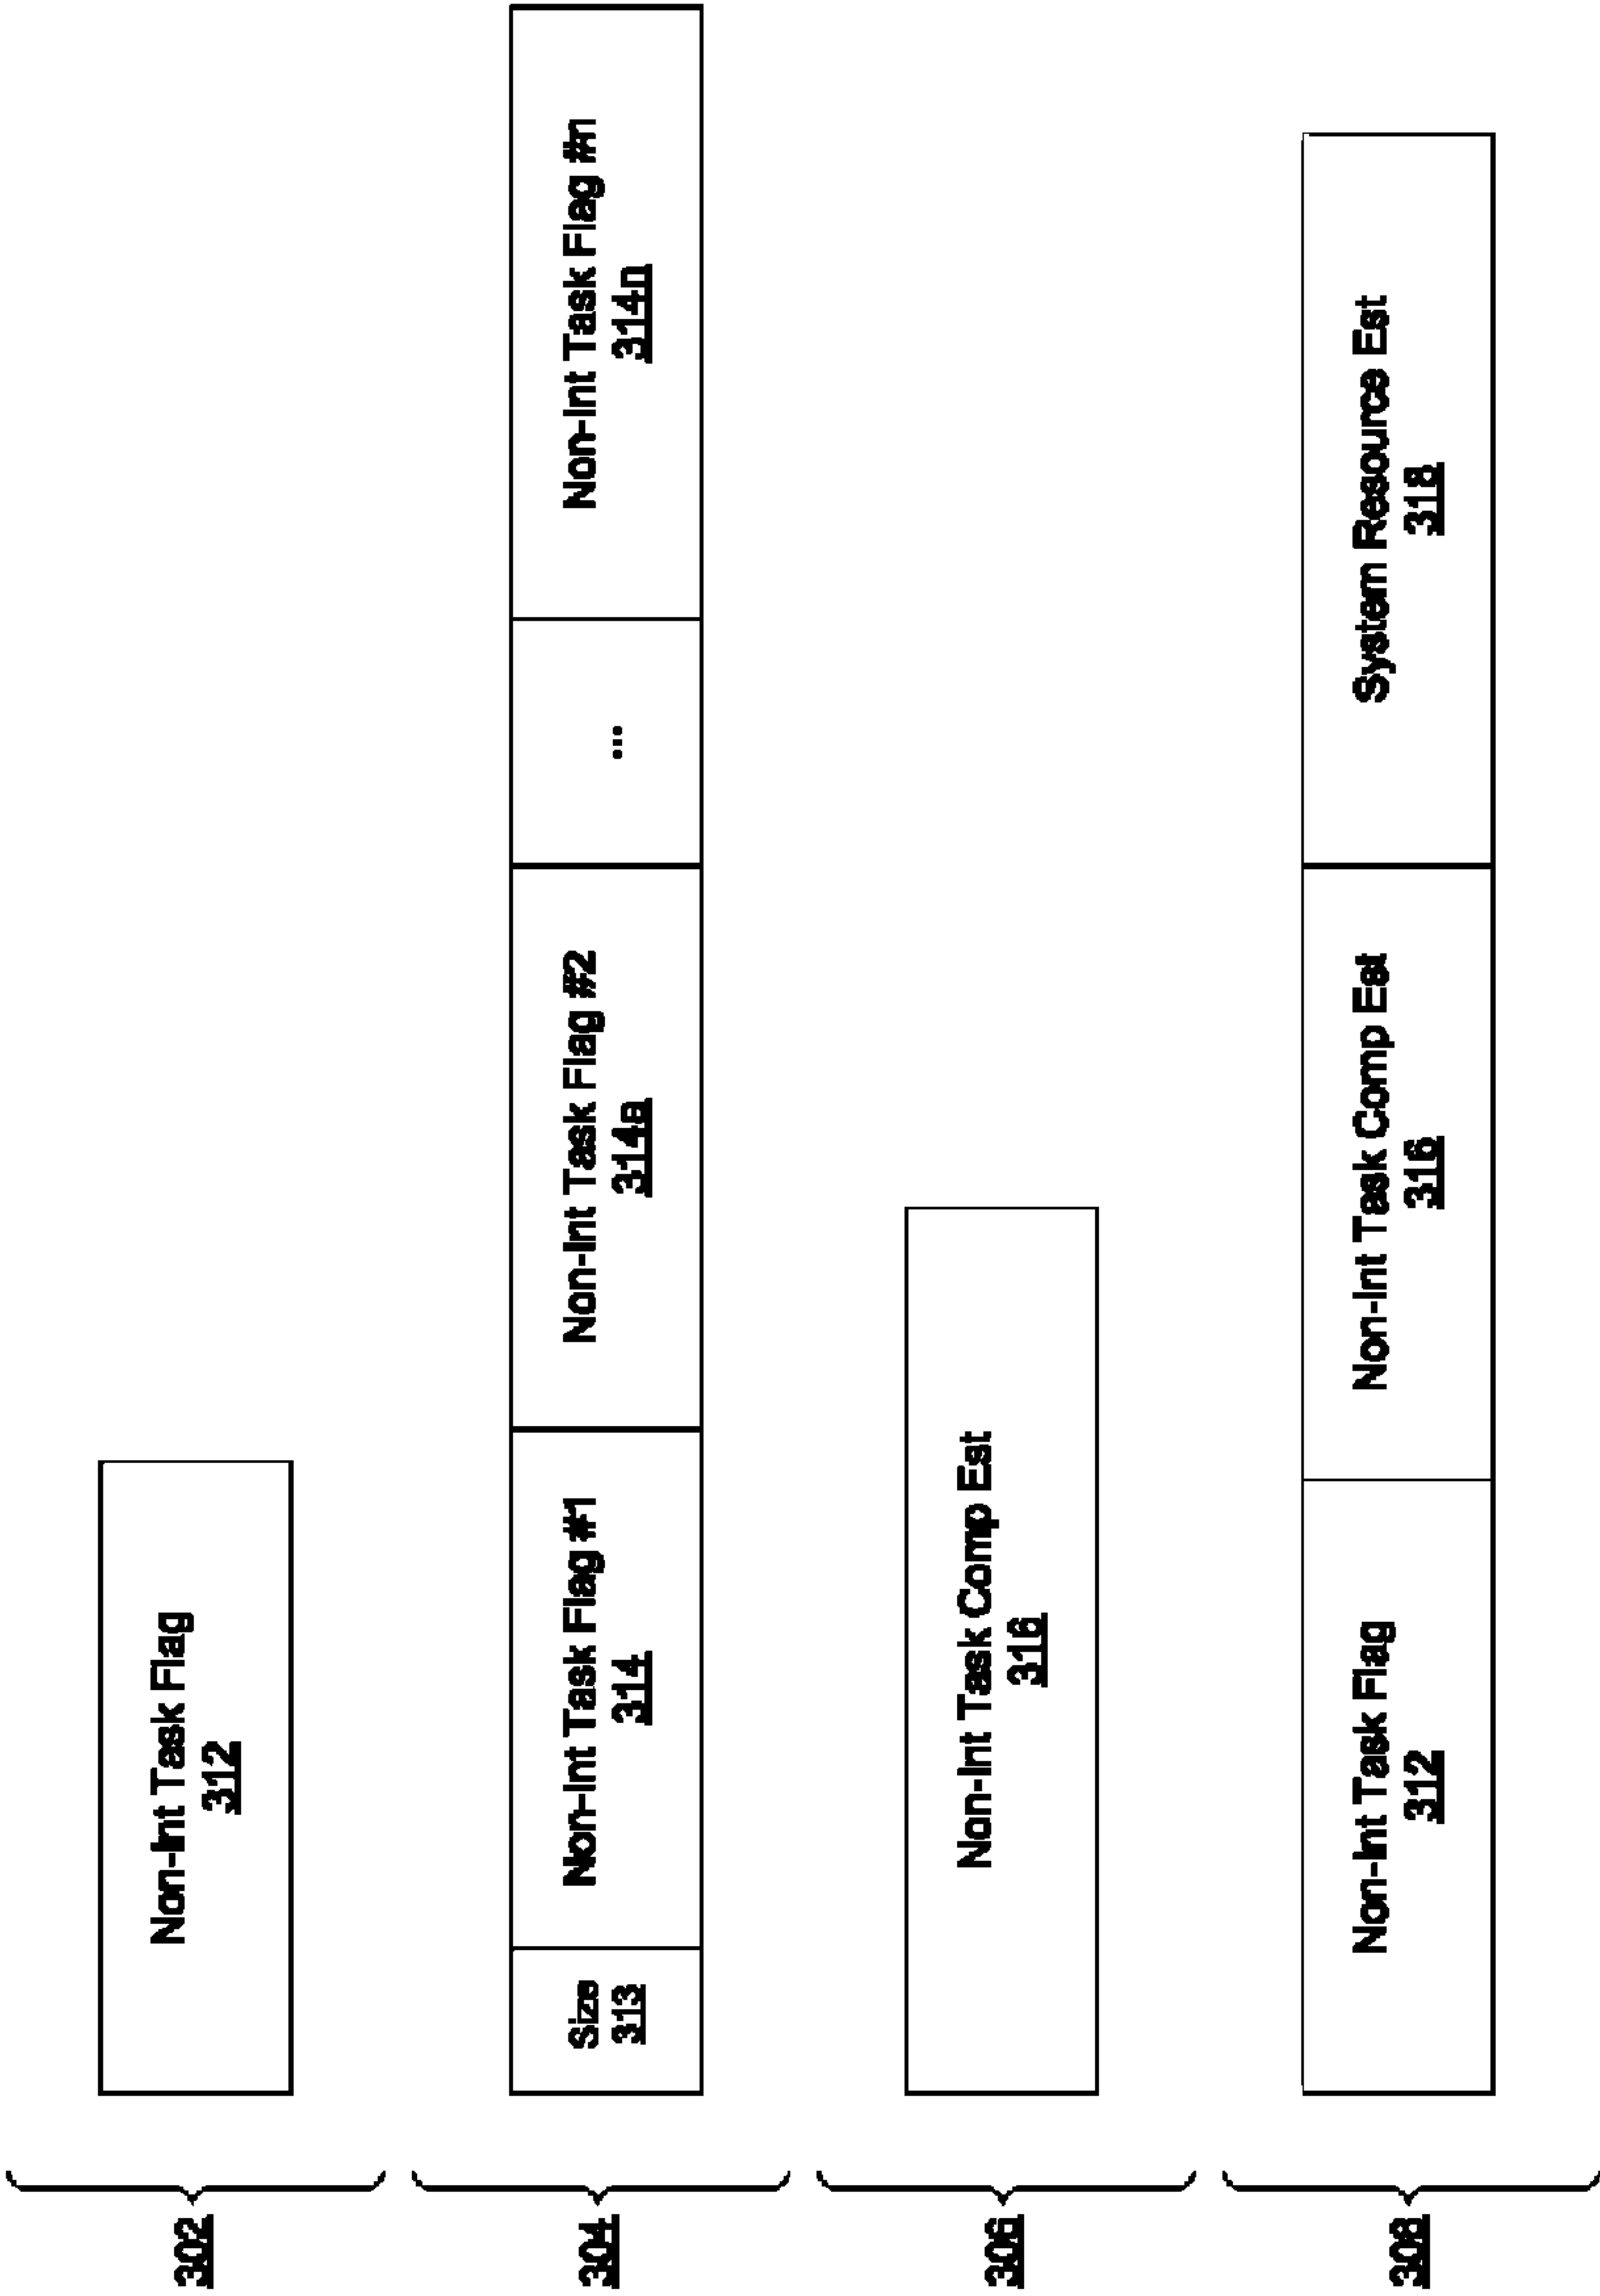 302
Non-Int Task Flag
312
304
Size
313
Non-Int Task Flag #1
314
Non-Int Task Flag #2
314a
...
Non-Int Task Flag #n
314n
306
Non-Int Task Comp Est
316
308
Non-Int Task Flag
312
Non-Int Task Comp Est
316
System Resource Est
318